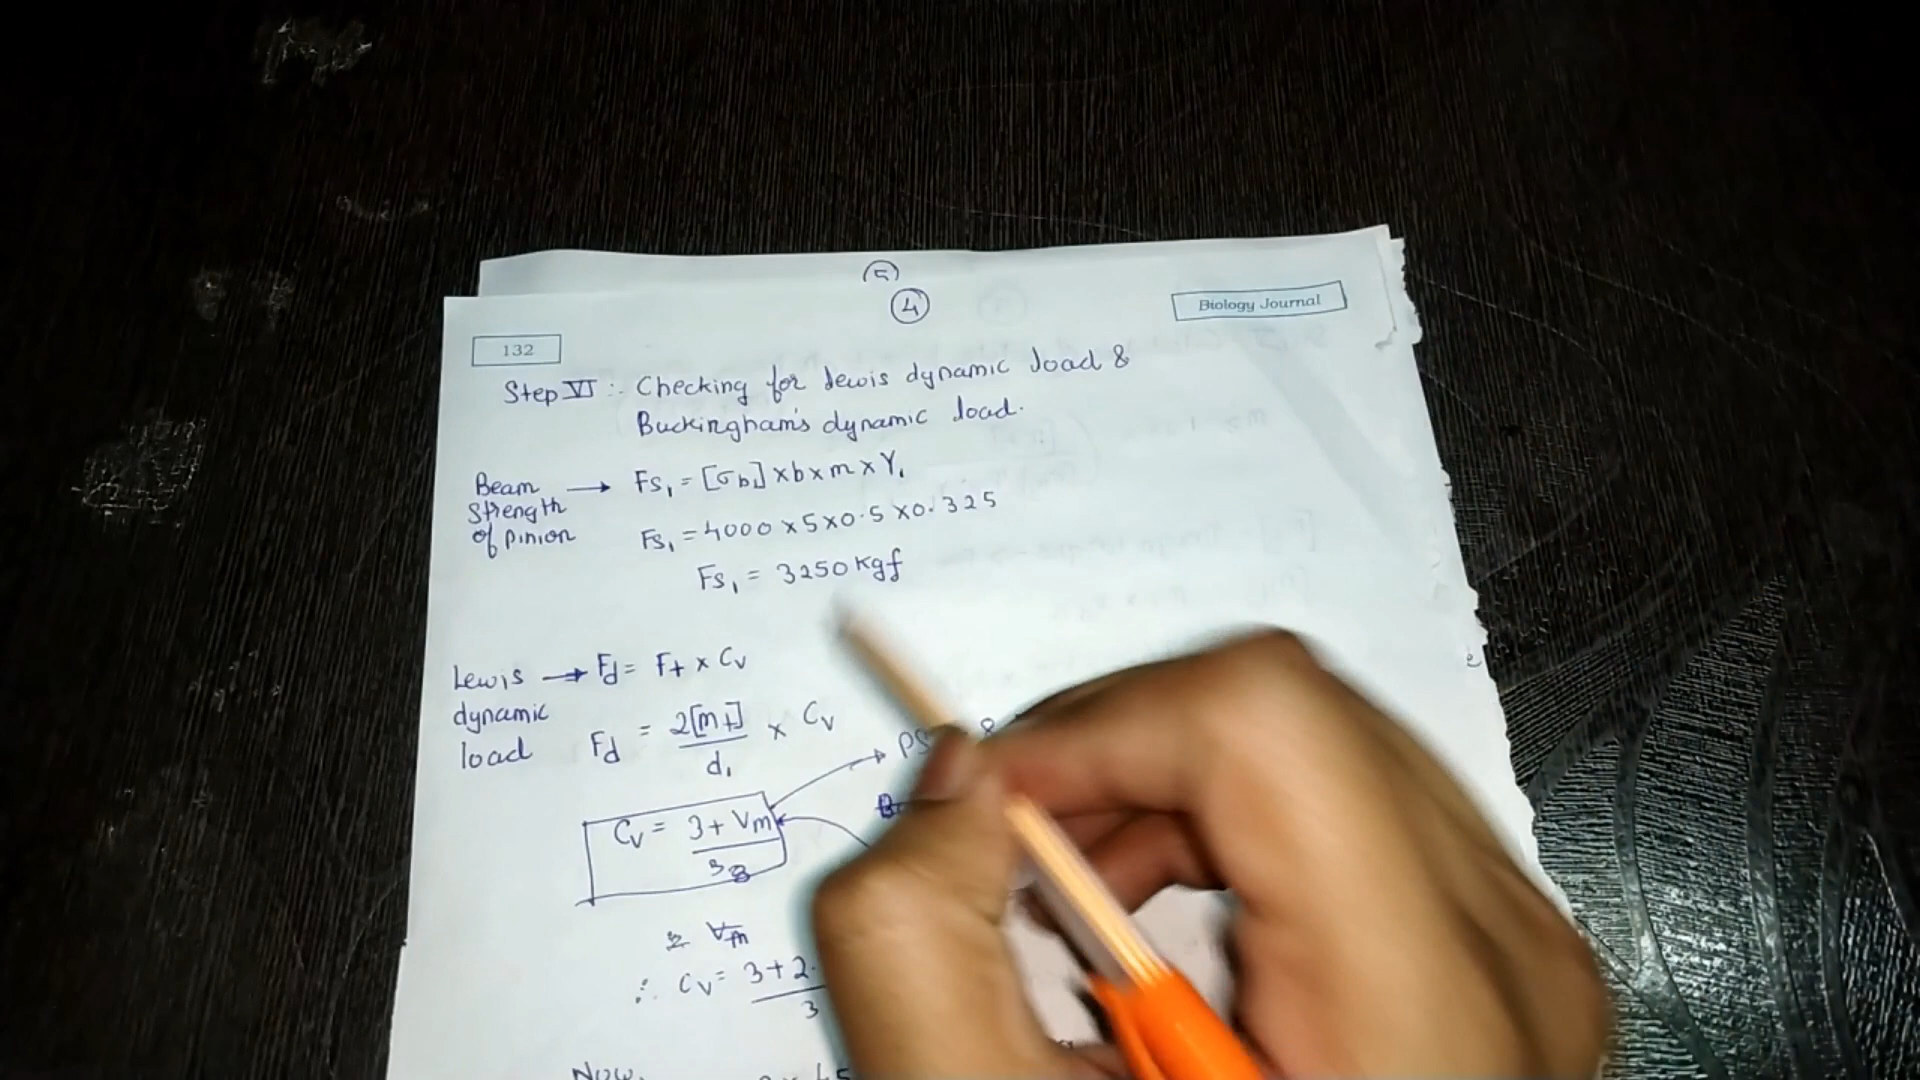 5
4
Biology Journal
132
Step VI :- Checking for Lewis dynamic load &
Buckingham's dynamic load.
Beam → Fs₁ = [σb₁] x b x m x Y₁
Strength
of pinion Fs₁ = 4000 x 5 x 0.5 x 0.325
Fs₁ = 3250 kgf
Lewis → Fd = Ft x Cv
dynamic
load Fd = 2[mt] / d₁ x Cv
Cv = 3 + Vm / 3
∴ Cv = 3 + 2. / 3
Now,